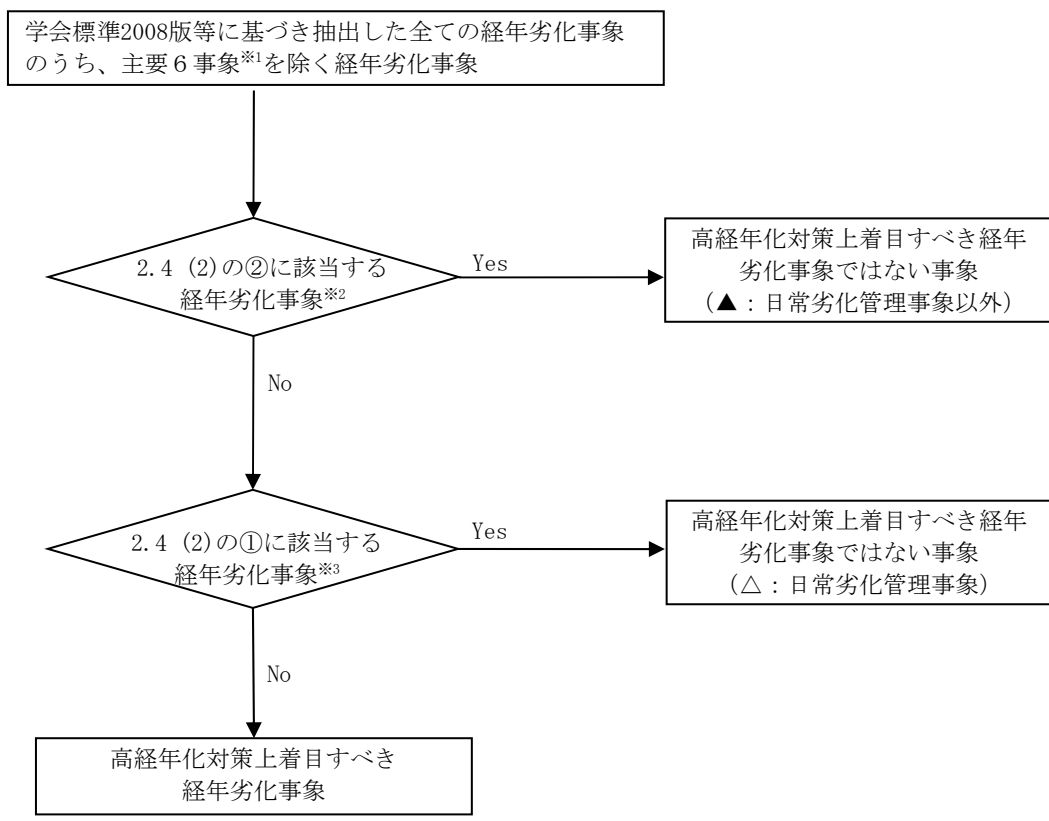 学会標準2008版等に基づき抽出した全ての経年劣化事象
のうち、主要６事象※1を除く経年劣化事象
2.4 (2)の②に該当する
経年劣化事象※2
Yes
高経年化対策上着目すべき経年
劣化事象ではない事象
（▲：日常劣化管理事象以外）
No
2.4 (2)の①に該当する
経年劣化事象※3
Yes
高経年化対策上着目すべき経年
劣化事象ではない事象
（△：日常劣化管理事象）
No
高経年化対策上着目すべき
経年劣化事象